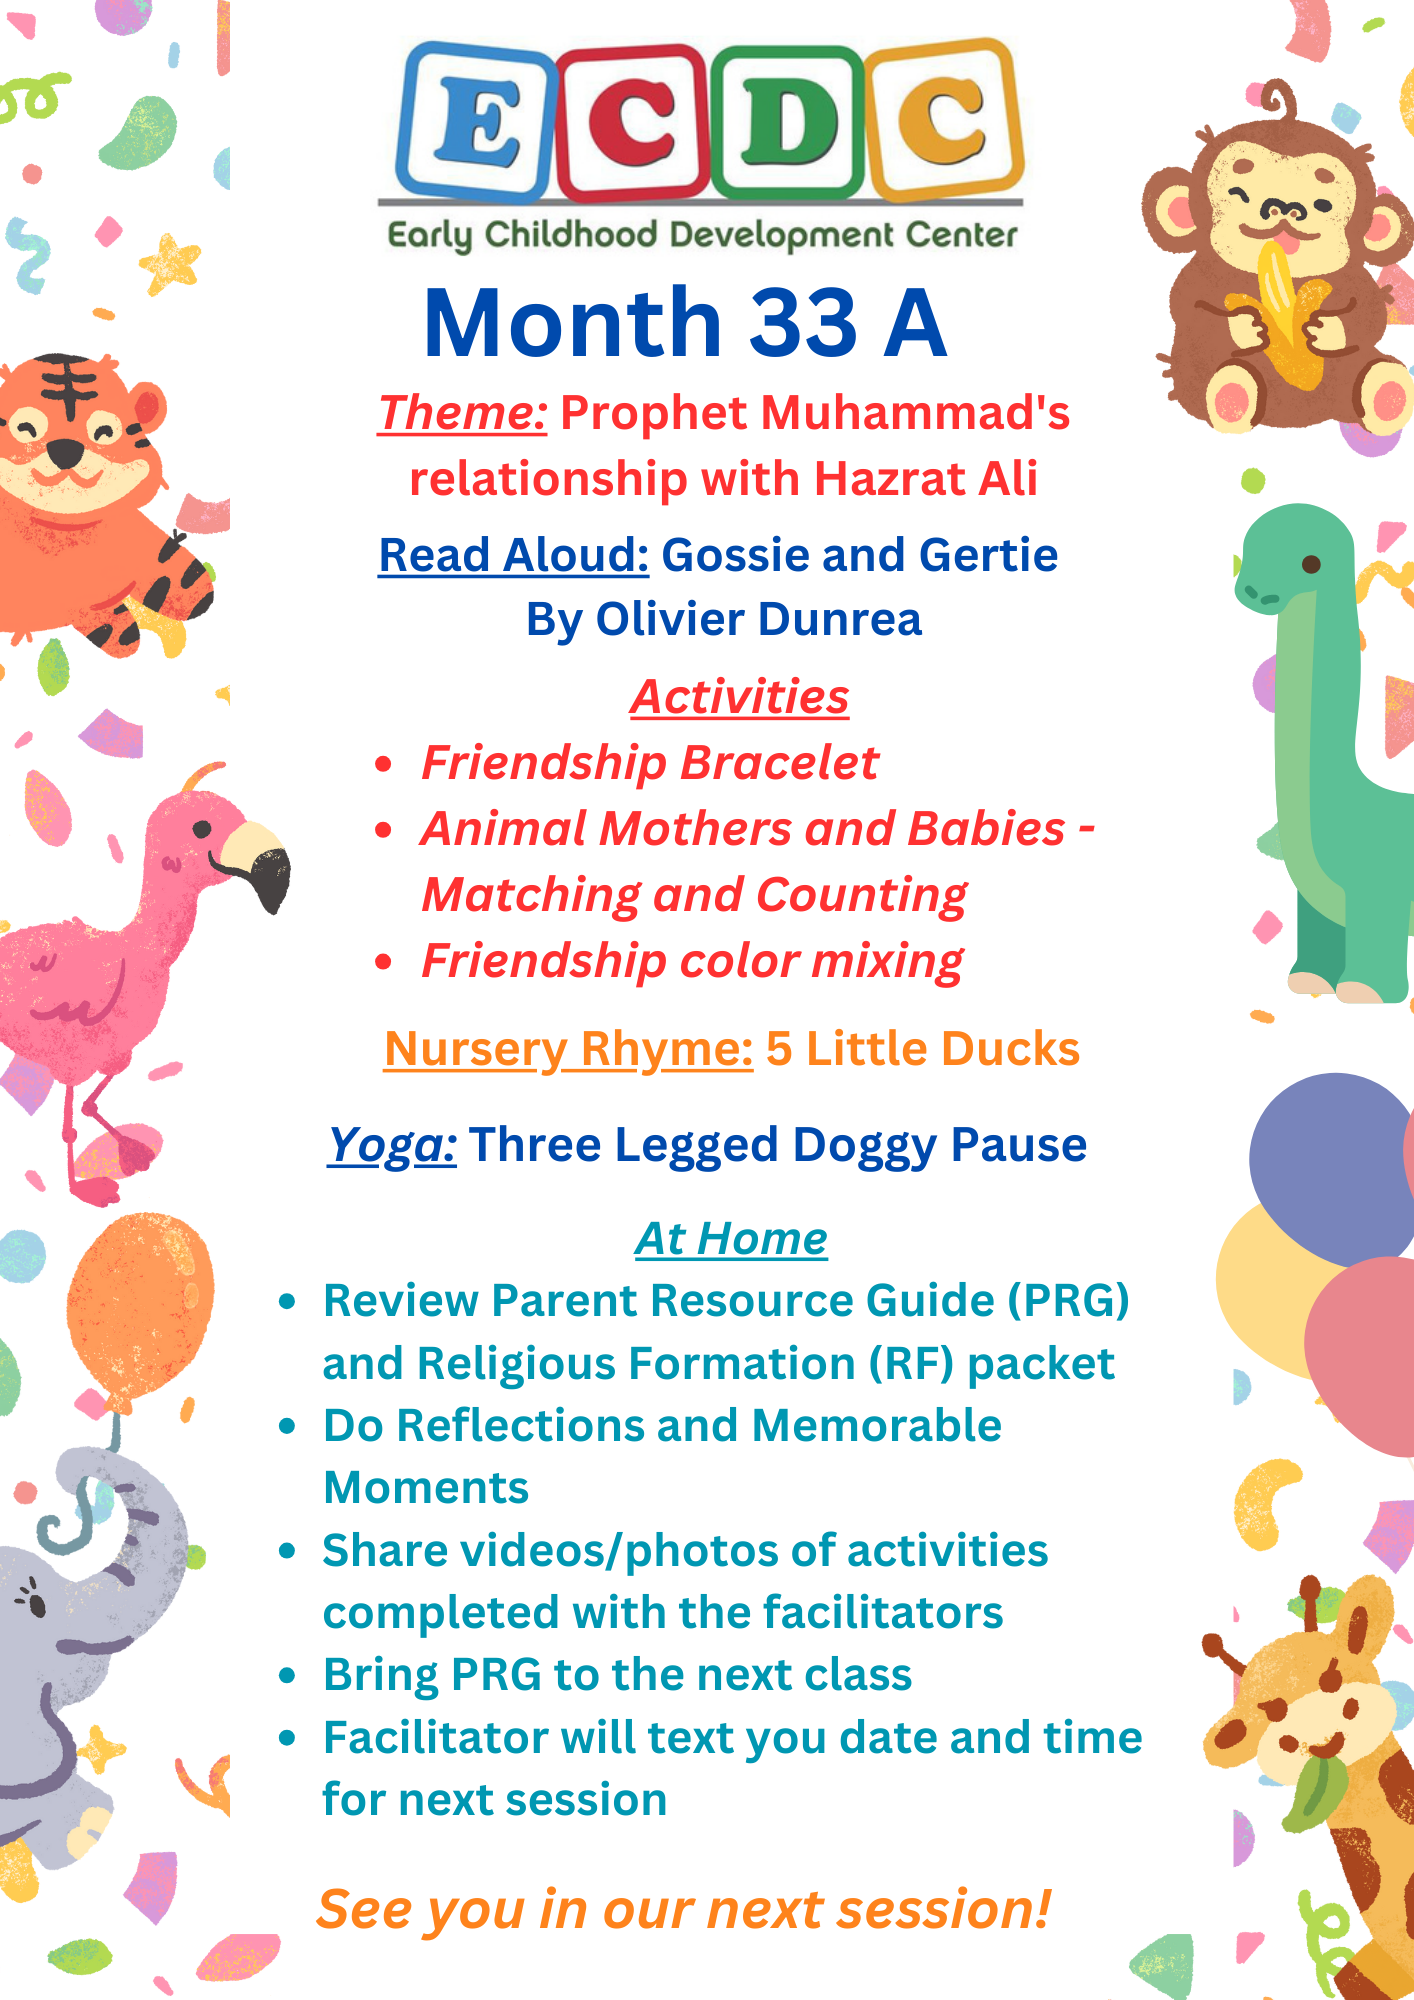 ECDC
Early Childhood Development Center
Month 33 A
Theme: Prophet Muhammad's
relationship with Hazrat Ali
Read Aloud: Gossie and Gertie
By Olivier Dunrea
Activities
• Friendship Bracelet
• Animal Mothers and Babies -
Matching and Counting
• Friendship color mixing
Nursery Rhyme: 5 Little Ducks
Yoga: Three Legged Doggy Pause
At Home
• Review Parent Resource Guide (PRG)
and Religious Formation (RF) packet
• Do Reflections and Memorable
Moments
• Share videos/photos of activities
completed with the facilitators
• Bring PRG to the next class
• Facilitator will text you date and time
for next session
See you in our next session!